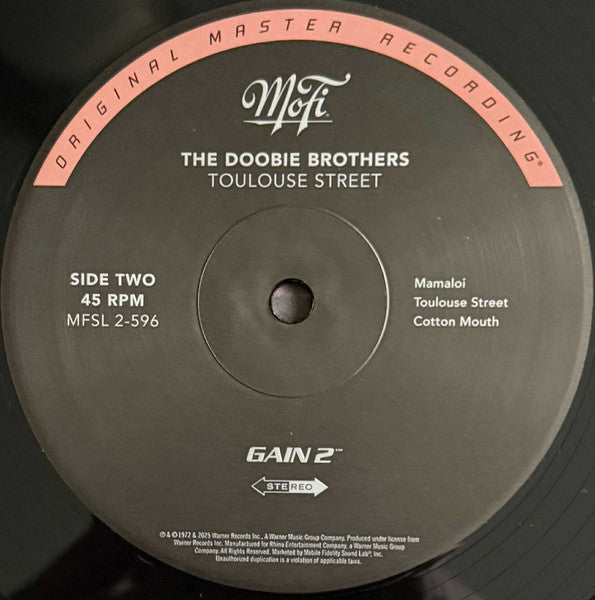 ORIGINAL MASTER RECORDING®
MoFi®
THE DOOBIE BROTHERS
TOULOUSE STREET
SIDE TWO
45 RPM
MFSL 2-596
Mamaloi
Toulouse Street
Cotton Mouth
GAIN 2™
STEREO
℗ & © 1972 & 2025 Warner Records Inc., A Warner Music Group Company. Produced under license from
Warner Records Inc. Manufactured for Rhino Entertainment Company, a Warner Music Group
Company. All Rights Reserved. Marketed by Mobile Fidelity Sound Lab®, Inc.
Unauthorized duplication is a violation of applicable laws.